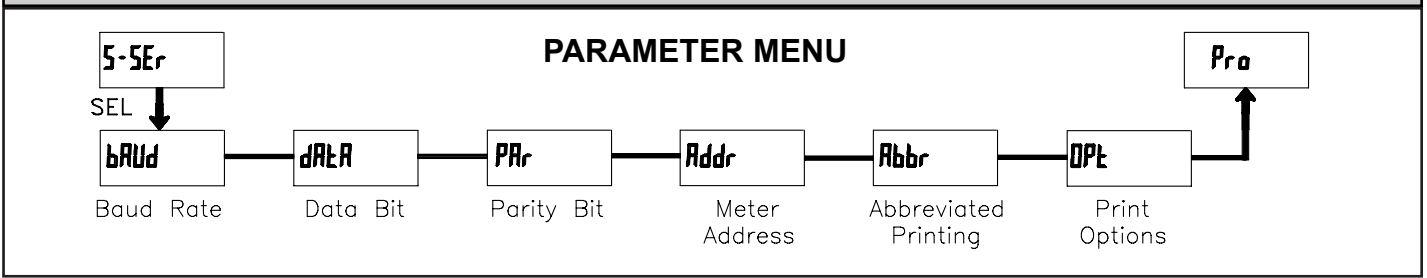 5-SEr
PARAMETER MENU
Pro
SEL
bAUd
dAtA
PAr
Addr
Abbr
OPt
Baud Rate
Data Bit
Parity Bit
Meter
Address
Abbreviated
Printing
Print
Options